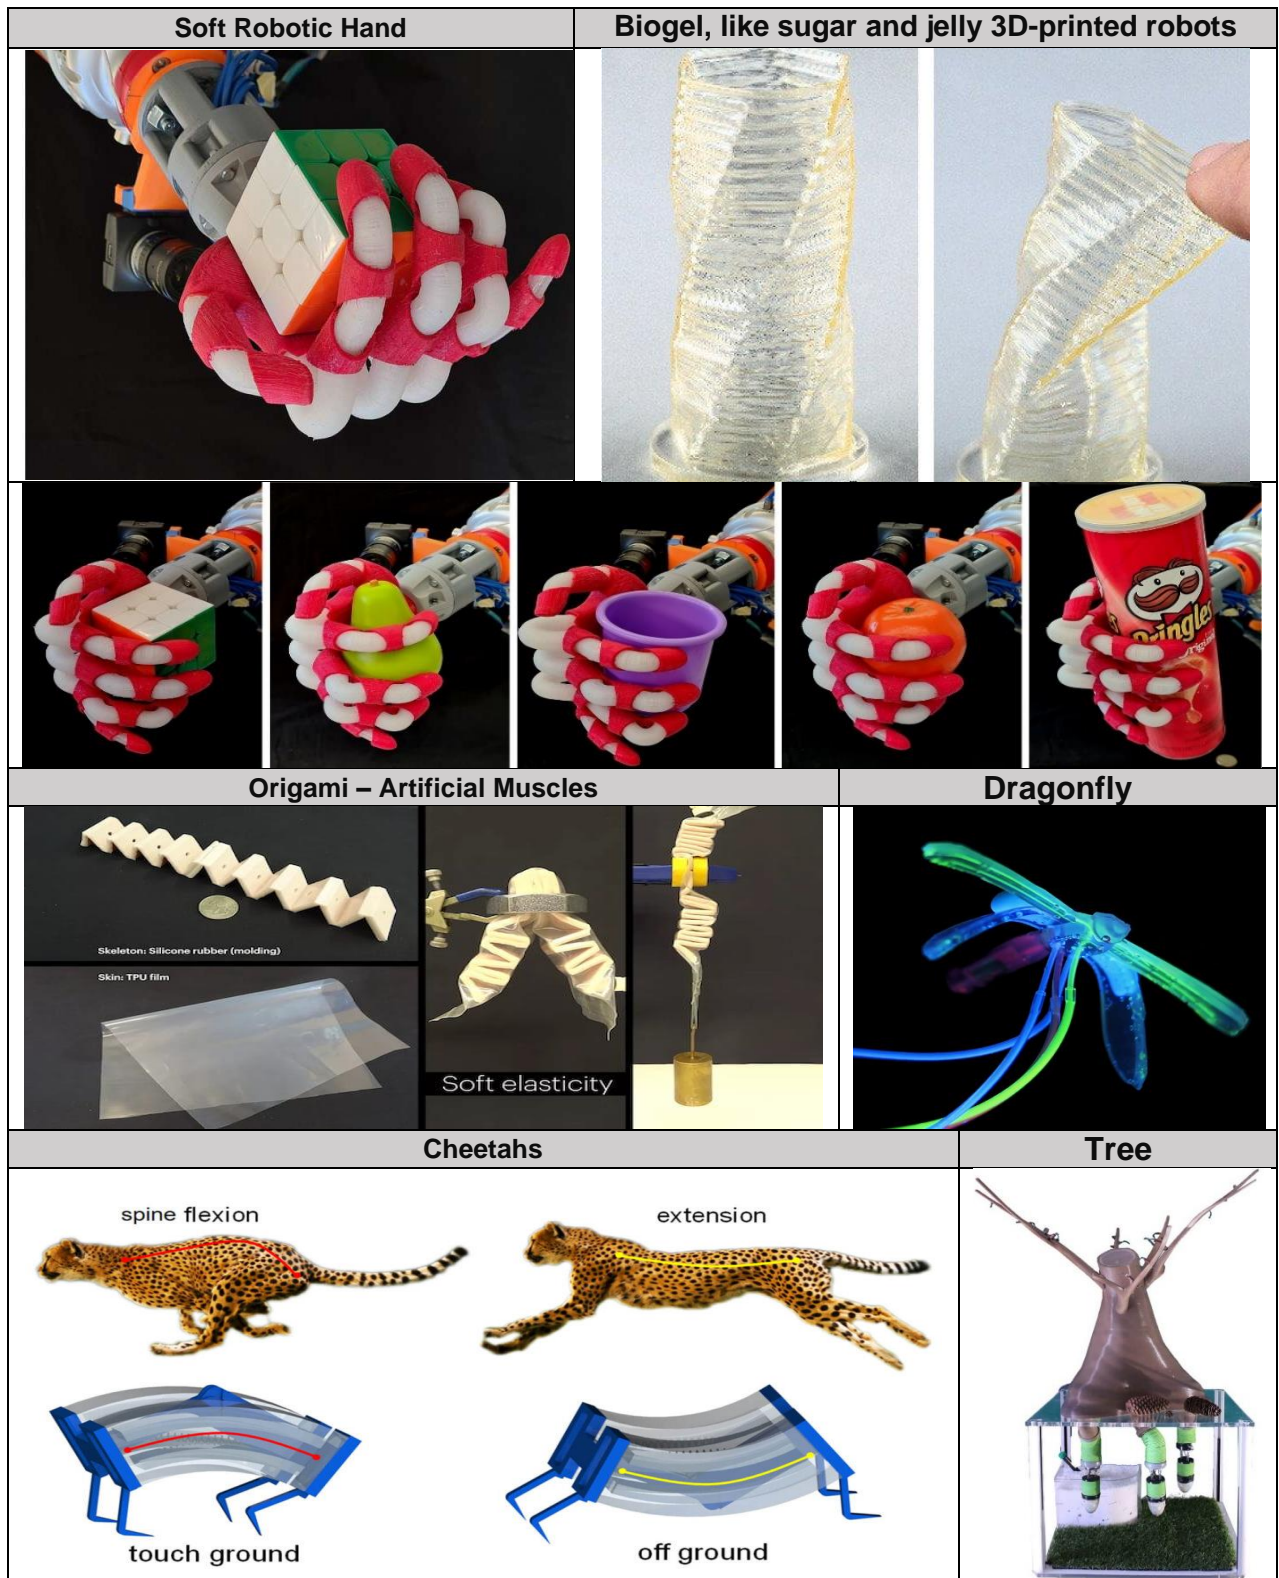 Soft Robotic Hand
Biogel, like sugar and jelly 3D-printed robots
Pringles
Origami – Artificial Muscles
Dragonfly
Skeleton: Silicone rubber (molding)
Skin: TPU film
Soft elasticity
Cheetahs
Tree
spine flexion
extension
touch ground
off ground